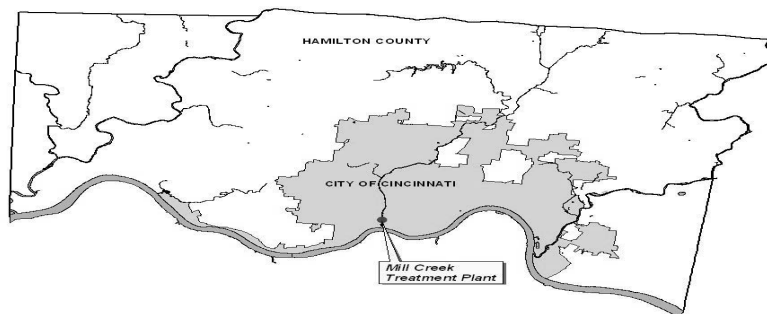 HAMILTON COUNTY
CITY OF CINCINNATI
Mill Creek
Treatment Plant